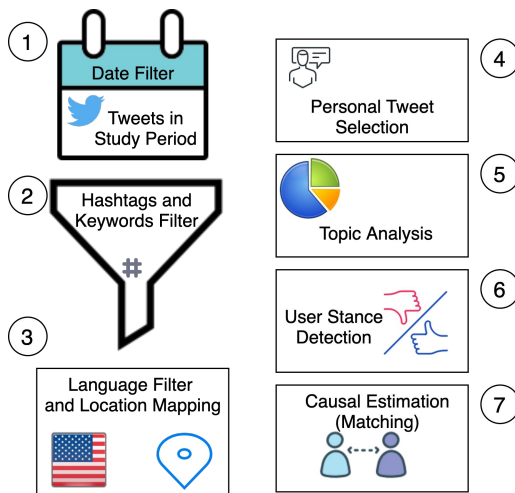 1
Date Filter
Tweets in
Study Period
2
Hashtags and
Keywords Filter
#
3
Language Filter
and Location Mapping
4
Personal Tweet
Selection
5
Topic Analysis
6
User Stance
Detection
7
Causal Estimation
(Matching)